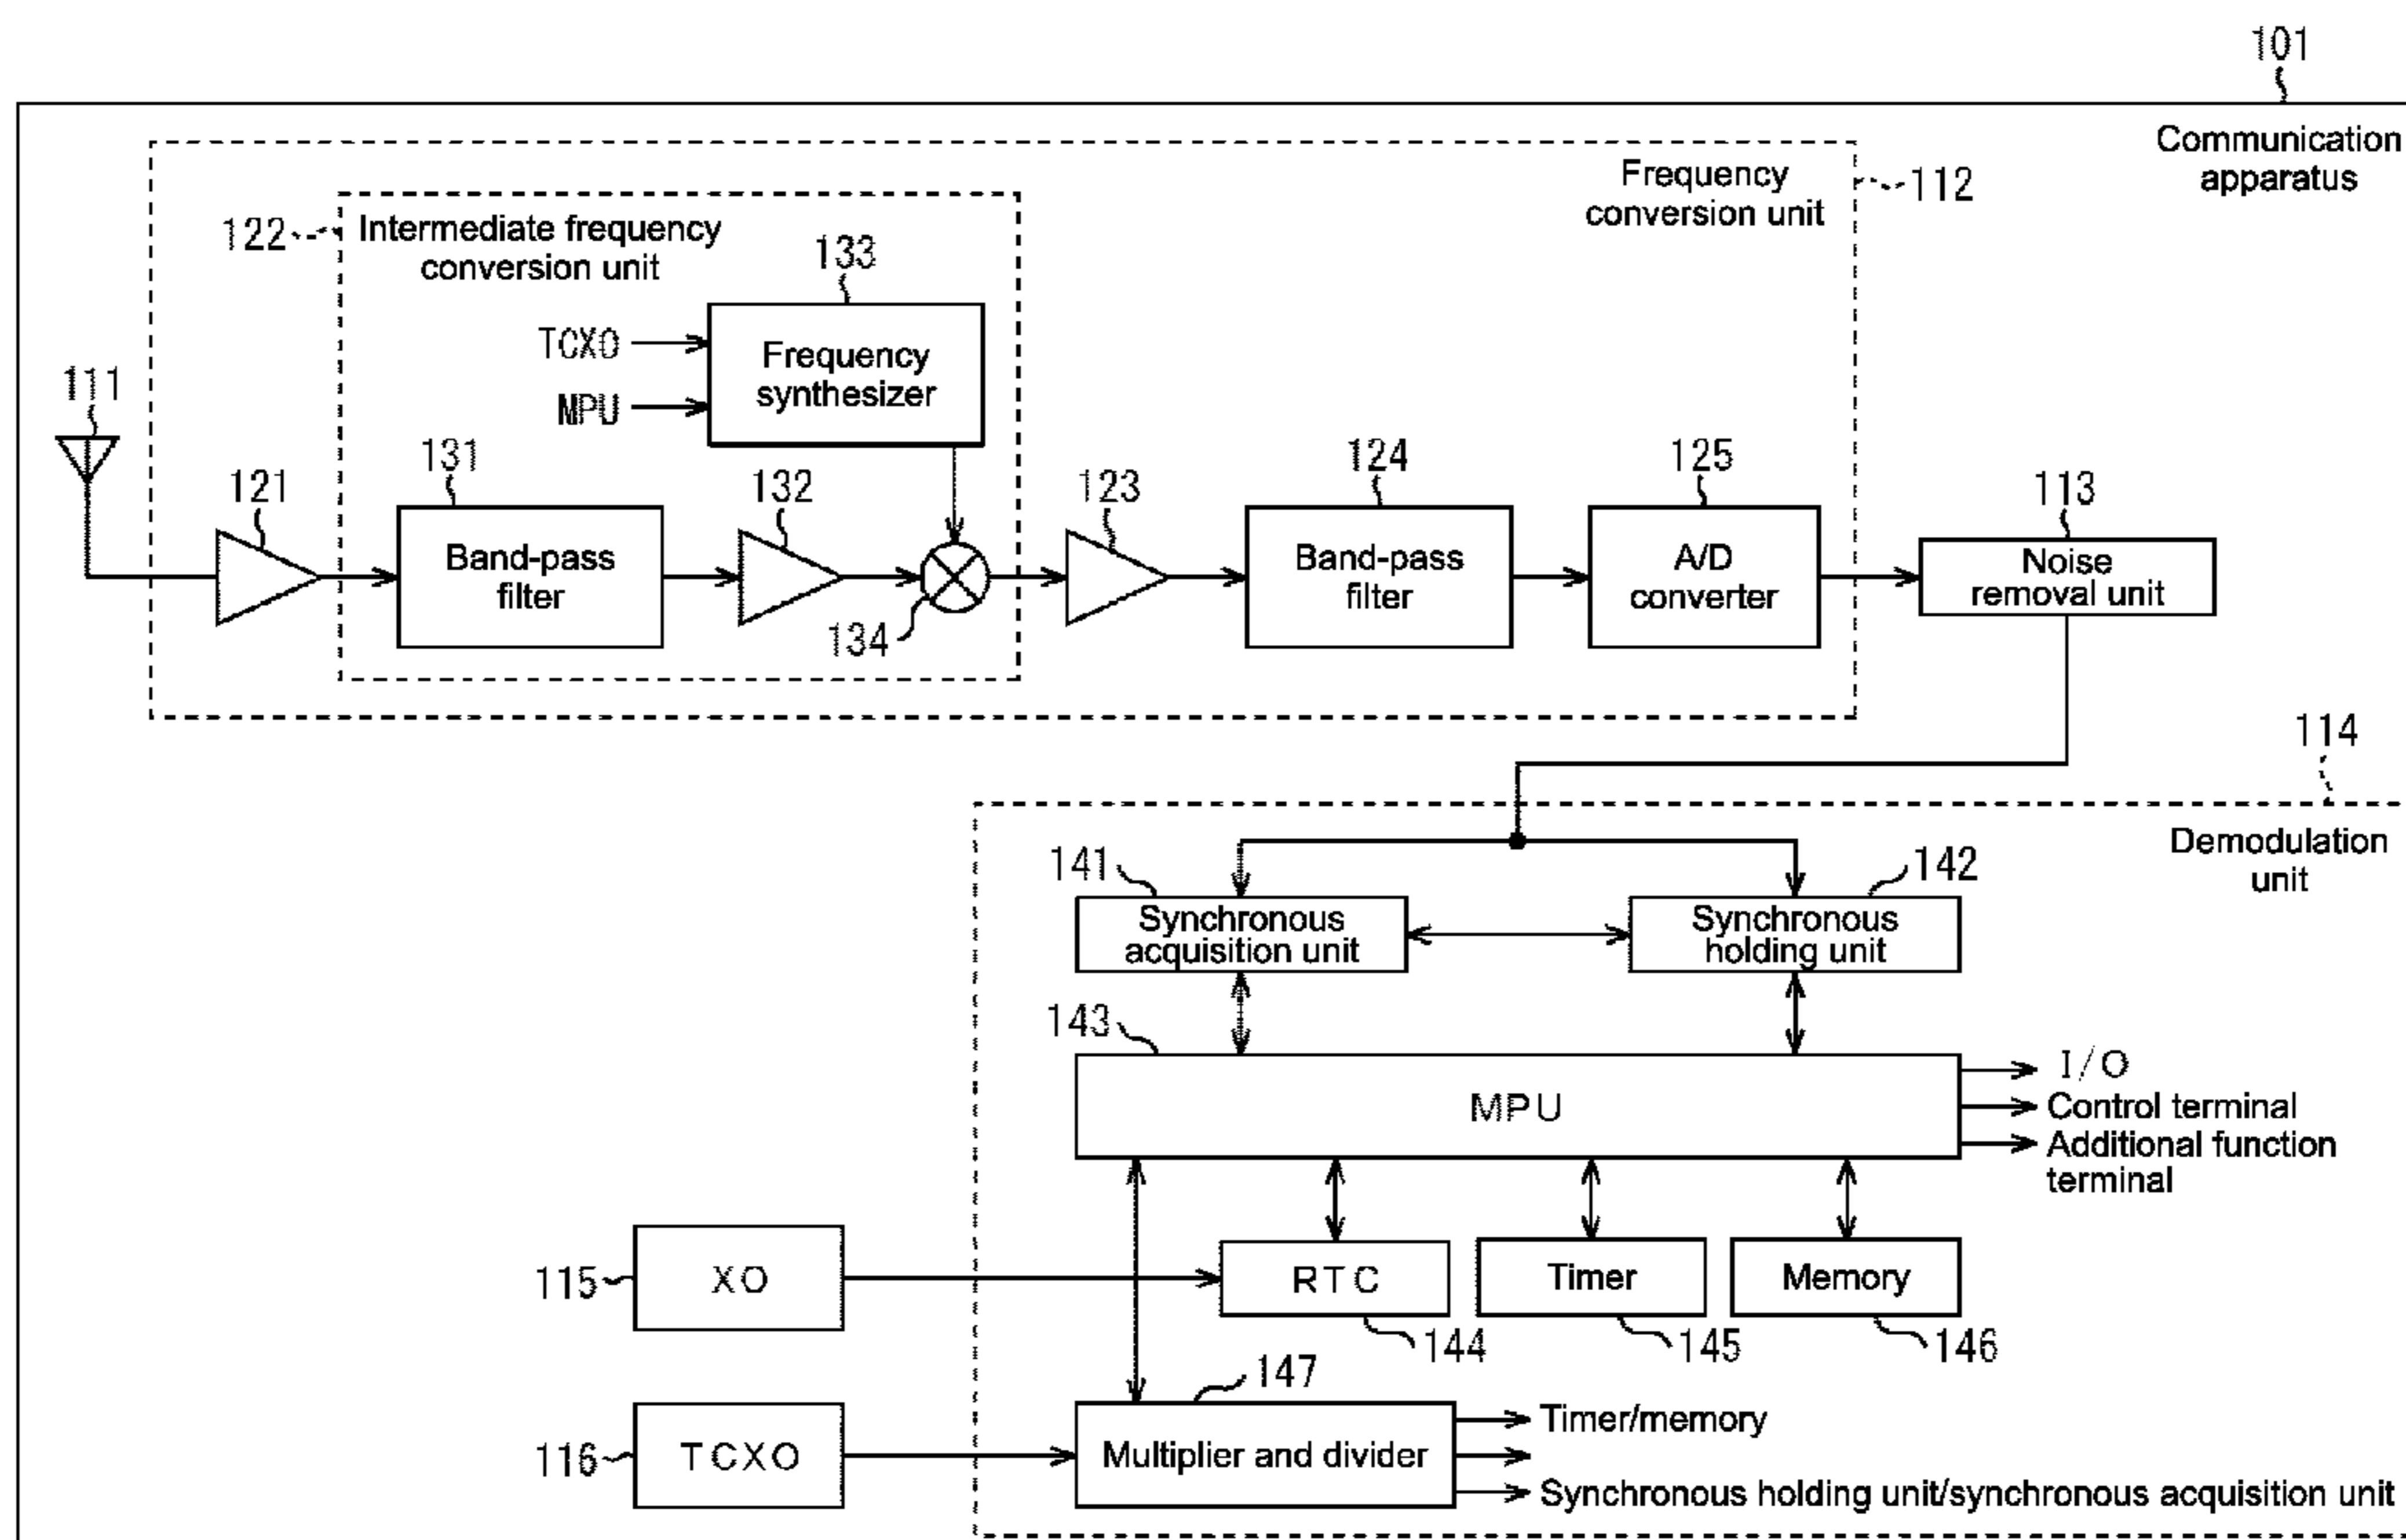 101
Communication
apparatus
Frequency
conversion unit
112
122
Intermediate frequency
conversion unit
133
TCXO
Frequency
synthesizer
MPU
111
121
131
132
123
124
125
113
Band-pass
filter
134
Band-pass
filter
A/D
converter
Noise
removal unit
114
Demodulation
unit
141
142
Synchronous
acquisition unit
Synchronous
holding unit
143
MPU
I/O
Control terminal
Additional function
terminal
115
XO
RTC
Timer
Memory
144
145
146
147
116
TCXO
Multiplier and divider
Timer/memory
Synchronous holding unit/synchronous acquisition unit